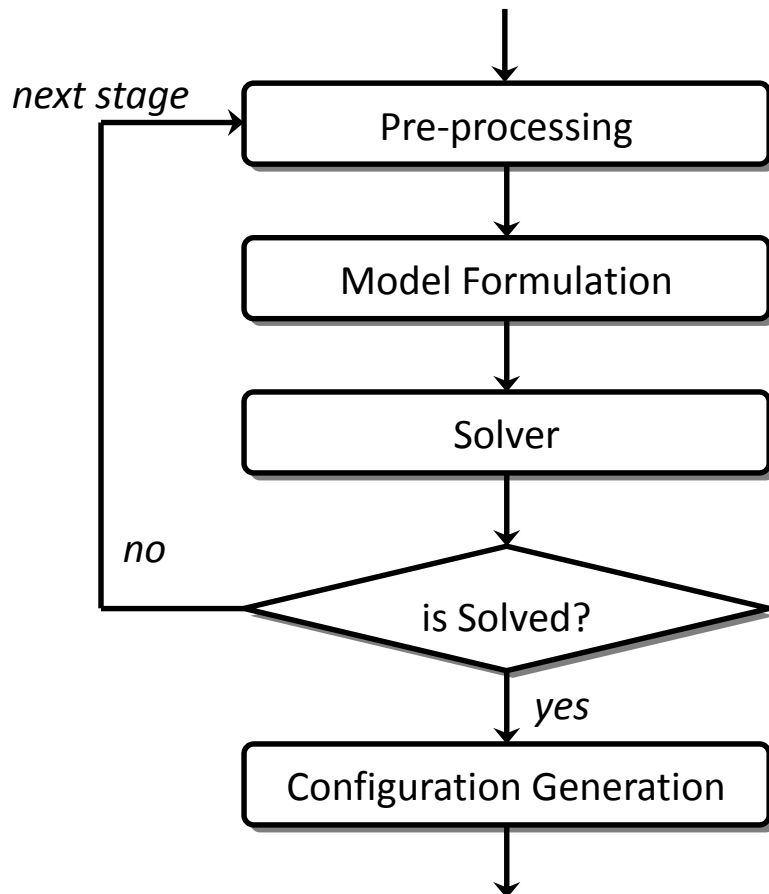 next stage
Pre-processing
Model Formulation
Solver
no
is Solved?
yes
Configuration Generation